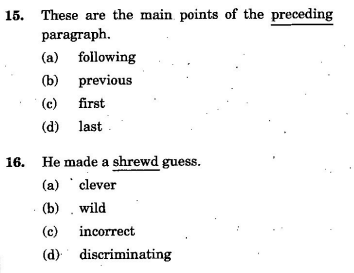 15. These are the main points of the preceding
paragraph.
(a) following
(b) previous
(c) first
(d) last
16. He made a shrewd guess.
(a) clever
(b) wild
(c) incorrect
(d) discriminating